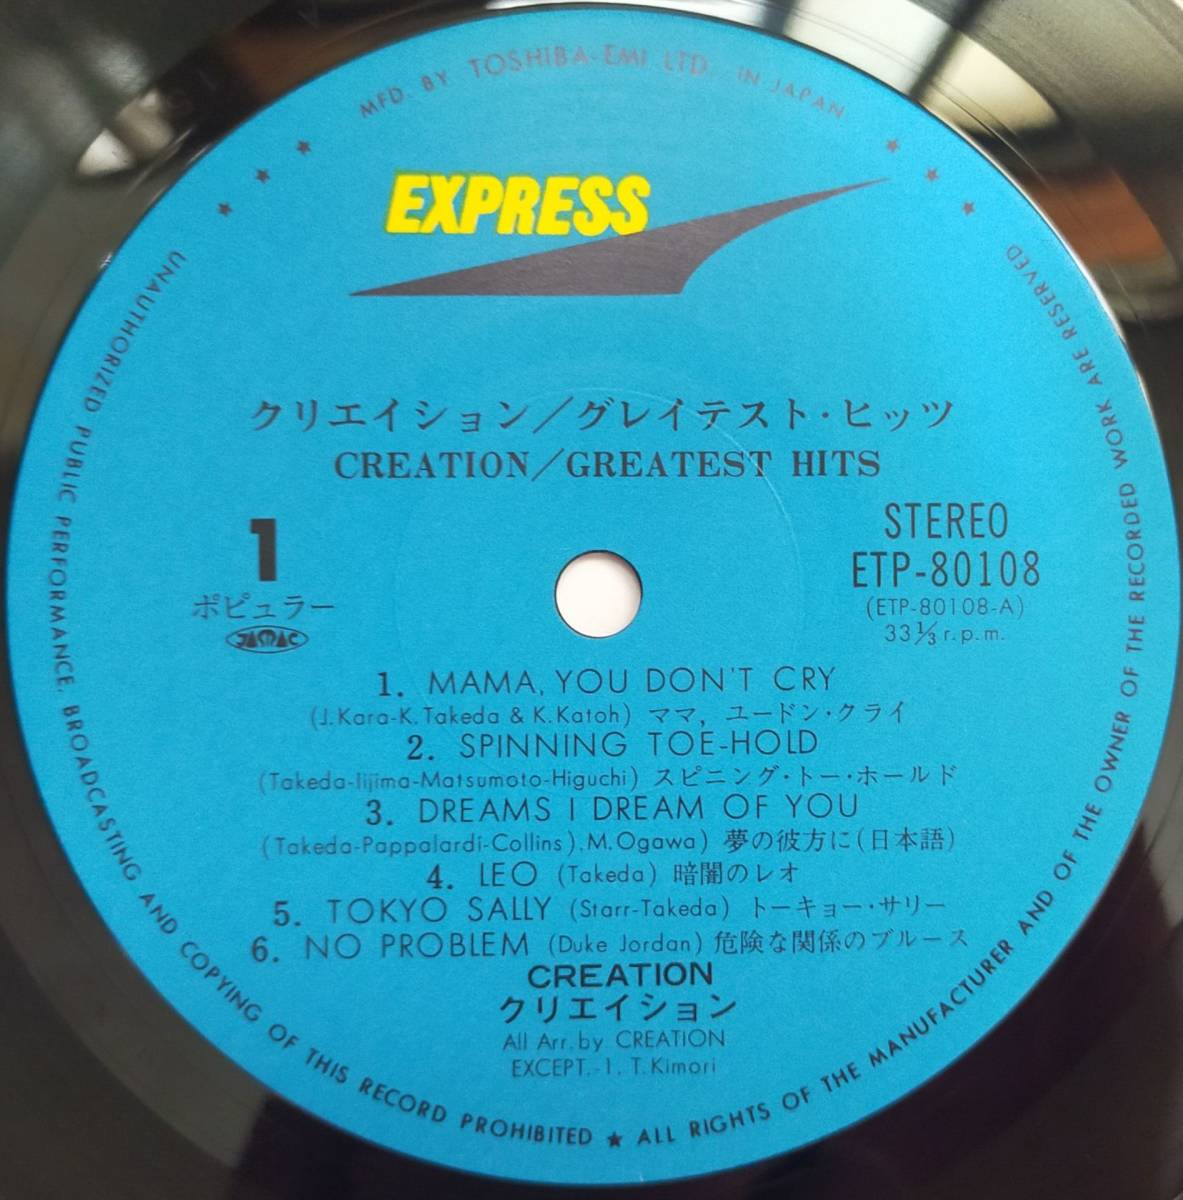 MFD. BY TOSHIBA-EMI LTD. IN JAPAN
EXPRESS
クリエイション/グレイテスト・ヒッツ
CREATION/GREATEST HITS
1
ポピュラー
JASMAC
STEREO
ETP-80108
(ETP-80108-A)
33⅓ r.p.m.
1. MAMA, YOU DON'T CRY
(J.Kara-K.Takeda & K.Katoh) ママ, ユードン・クライ
2. SPINNING TOE-HOLD
(Takeda-Iijima-Matsumoto-Higuchi) スピニング・トー・ホールド
3. DREAMS I DREAM OF YOU
(Takeda-Pappalardi-Collins),M.Ogawa) 夢の彼方に(日本語)
4. LEO (Takeda) 暗闇のレオ
5. TOKYO SALLY (Starr-Takeda) トーキョー・サリー
6. NO PROBLEM (Duke Jordan) 危険な関係のブルース
CREATION
クリエイション
All Arr. by CREATION
EXCEPT.-1. T. Kimori
UNAUTHORIZED PUBLIC PERFORMANCE, BROADCASTING AND COPYING OF THIS RECORD PROHIBITED ★ ALL RIGHTS OF THE MANUFACTURER AND OF THE OWNER OF THE RECORDED WORK ARE RESERVED